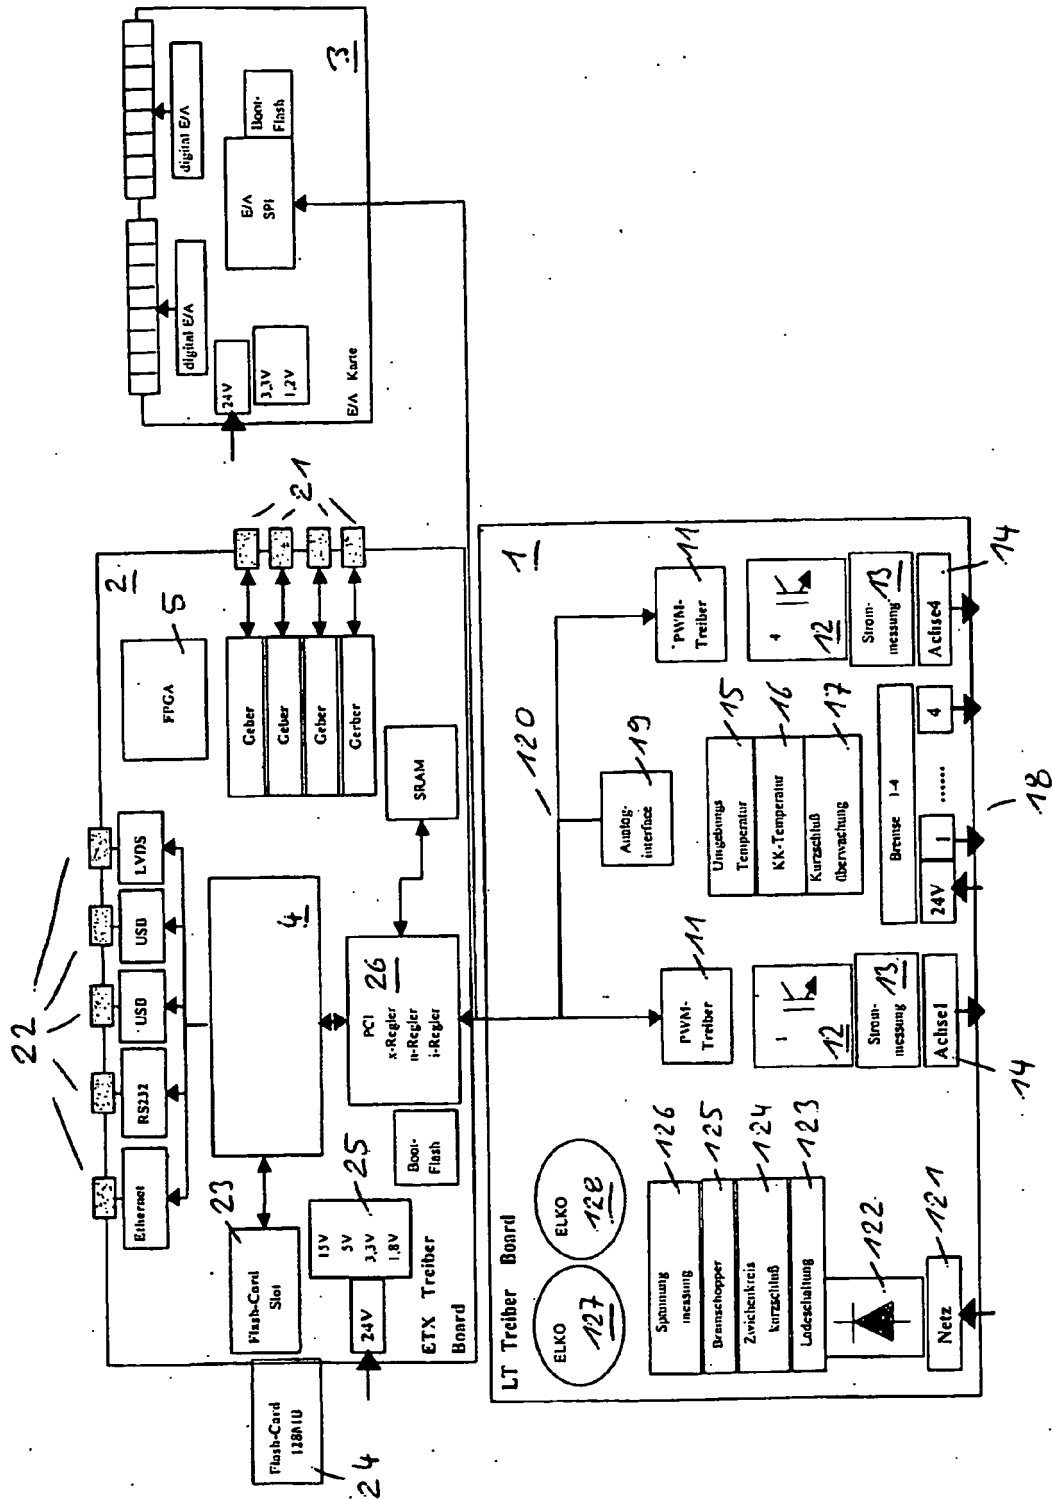 22
Ethernet
RS232
USB
USB
LVDS
2
23
Flash-Card
Slot
4
FPGA
5
Flash-Card
128MB
24
24V
15V
5V
3,3V
1,8V
25
ETX Treiber
Board
Boot-
Flash
PCI
x-Regler
n-Regler
i-Regler
26
SRAM
Geber
Geber
Geber
Gerber
21
digital E/A
digital E/A
24V
3,3V
1,2V
E/A
SPI
Boot-
Flash
E/A Karte
3
LT Treiber Board
1
ELKO
127
ELKO
128
120
Spannung
messung
126
Bremschopper
125
Zwichenkreis
kurzschluß
124
Ladeschaltung
123
122
Netz
121
PWM-
Treiber
11
1
12
Strom-
messung
13
Achse1
14
Analog-
interface
19
Umgebungs
Temperatur
15
KK-Temperatur
16
Kurzschluß
überwachung
17
Bremse 1-4
24V
1
......
4
18
PWM-
Treiber
11
4
12
Strom-
messung
13
Achse4
14